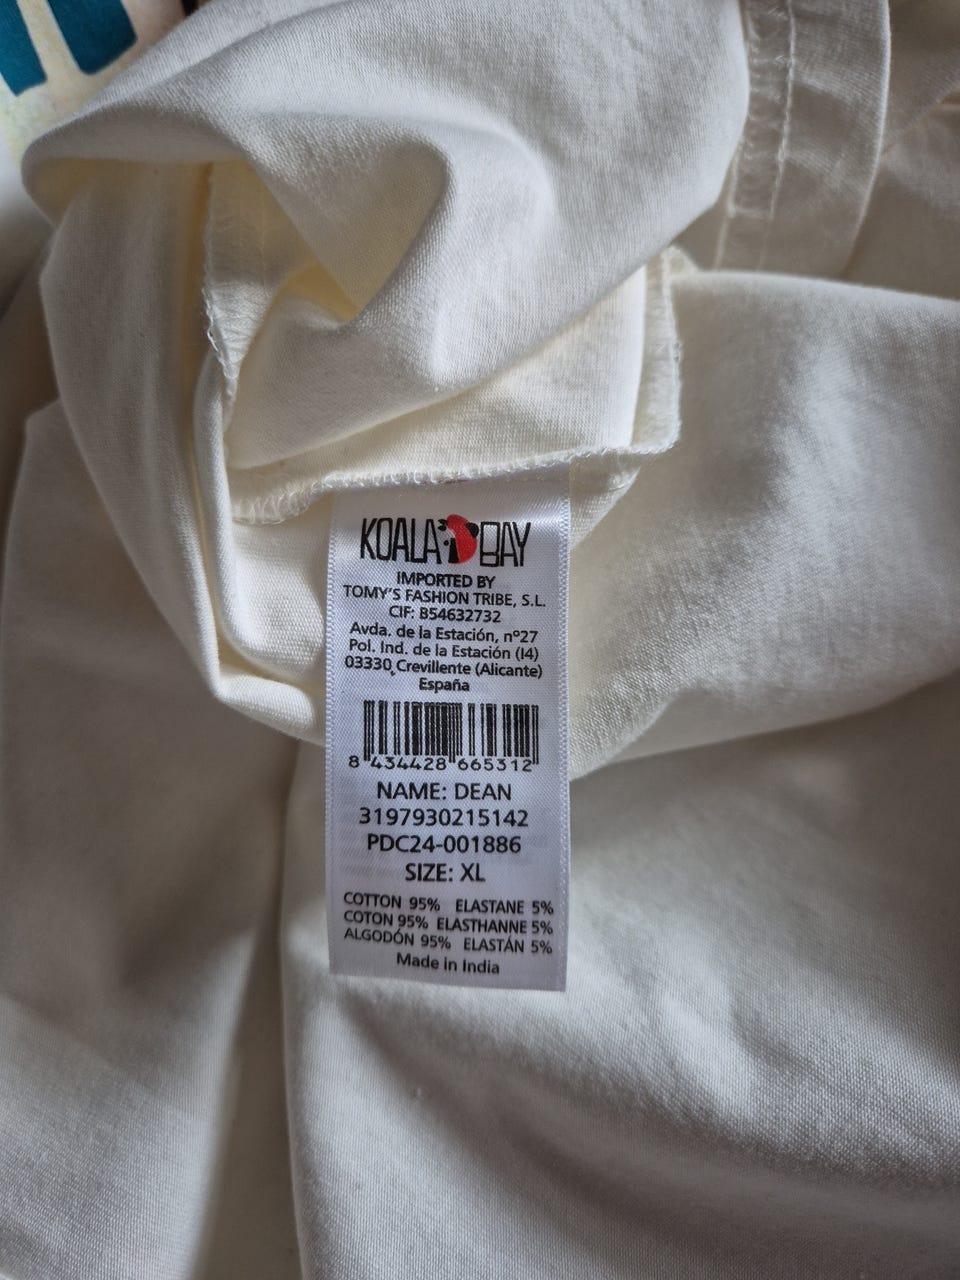 KOALA BAY
IMPORTED BY
TOMY'S FASHION TRIBE, S.L.
CIF: B54632732
Avda. de la Estación, nº27
Pol. Ind. de la Estación (I4)
03330, Crevillente (Alicante)
España
8 434428 665312
NAME: DEAN
3197930215142
PDC24-001886
SIZE: XL
COTTON 95% ELASTANE 5%
COTON 95% ELASTHANNE 5%
ALGODÓN 95% ELASTÁN 5%
Made in India